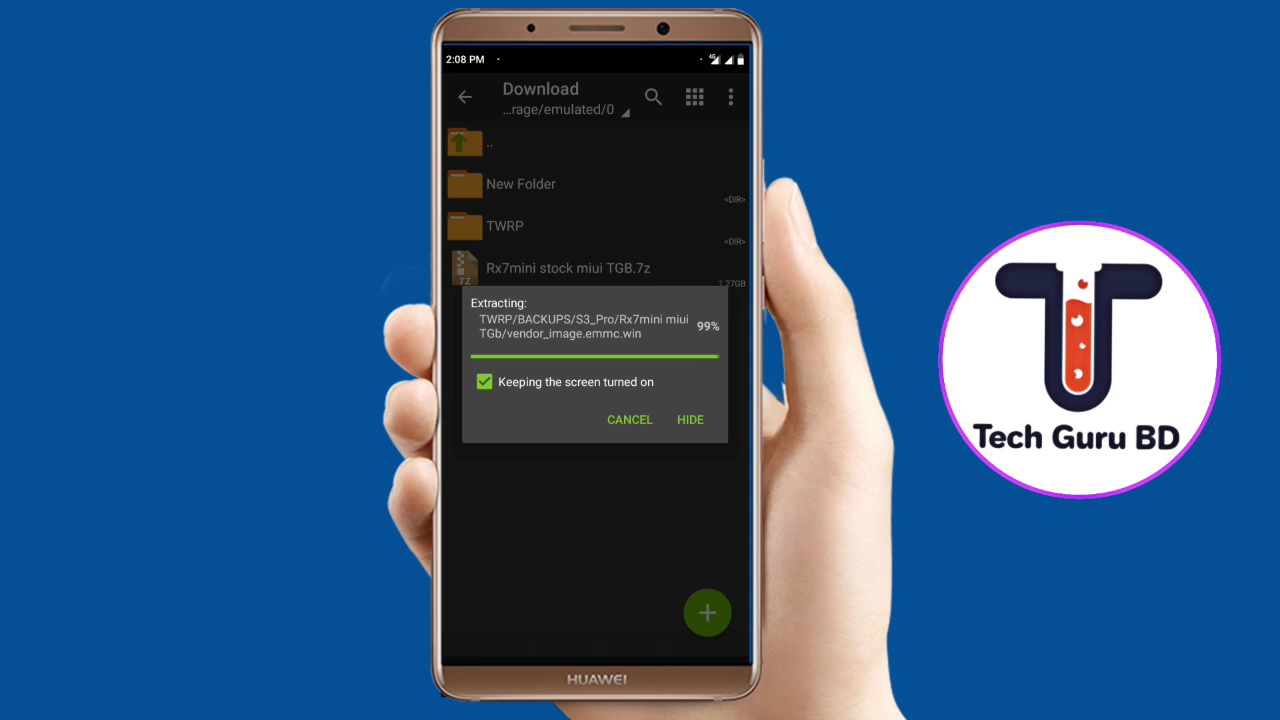 2:08 PM
4G
Download
...rage/emulated/0
..
New Folder
<DIR>
TWRP
<DIR>
Rx7mini stock miui TGB.7z
7Z
1.27GB
Extracting:
TWRP/BACKUPS/S3_Pro/Rx7mini miui
TGb/vendor_image.emmc.win
99%
Keeping the screen turned on
CANCEL
HIDE
HUAWEI
Tech Guru BD